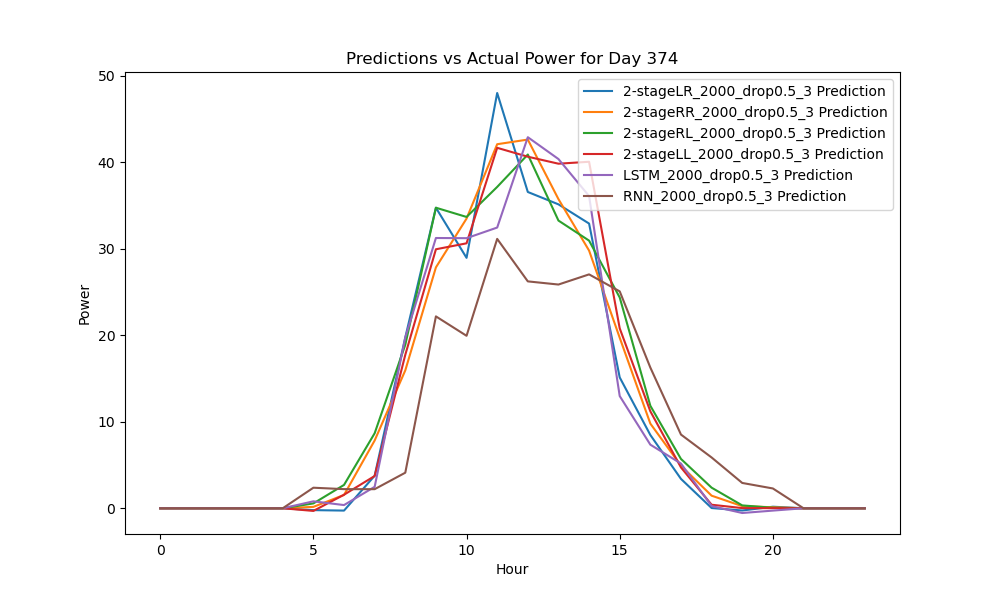 Predictions vs Actual Power for Day 374
50
40
30
20
10
0
Power
2-stageLR_2000_drop0.5_3 Prediction
2-stageRR_2000_drop0.5_3 Prediction
2-stageRL_2000_drop0.5_3 Prediction
2-stageLL_2000_drop0.5_3 Prediction
LSTM_2000_drop0.5_3 Prediction
RNN_2000_drop0.5_3 Prediction
0 5 10 15 20
Hour